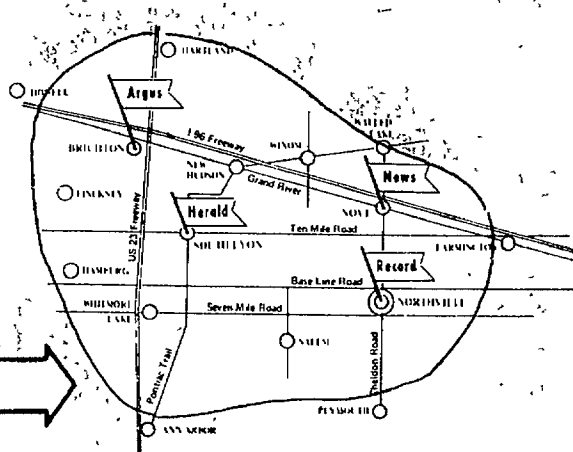 HARTLAND
HOWELL
Argus
I-96 Freeway
WALLED
LAKE
BRIGHTON
WIXOM
NEW
HUDSON
Grand River
News
PINCKNEY
US 23 Freeway
Herald
NOVI
SOUTH LYON
Ten Mile Road
FARMINGTON
HAMBURG
Record
Base Line Road
WHITMORE
LAKE
Seven Mile Road
NORTHVILLE
SALEM
Pontiac Trail
Sheldon Road
PLYMOUTH
ANN ARBOR